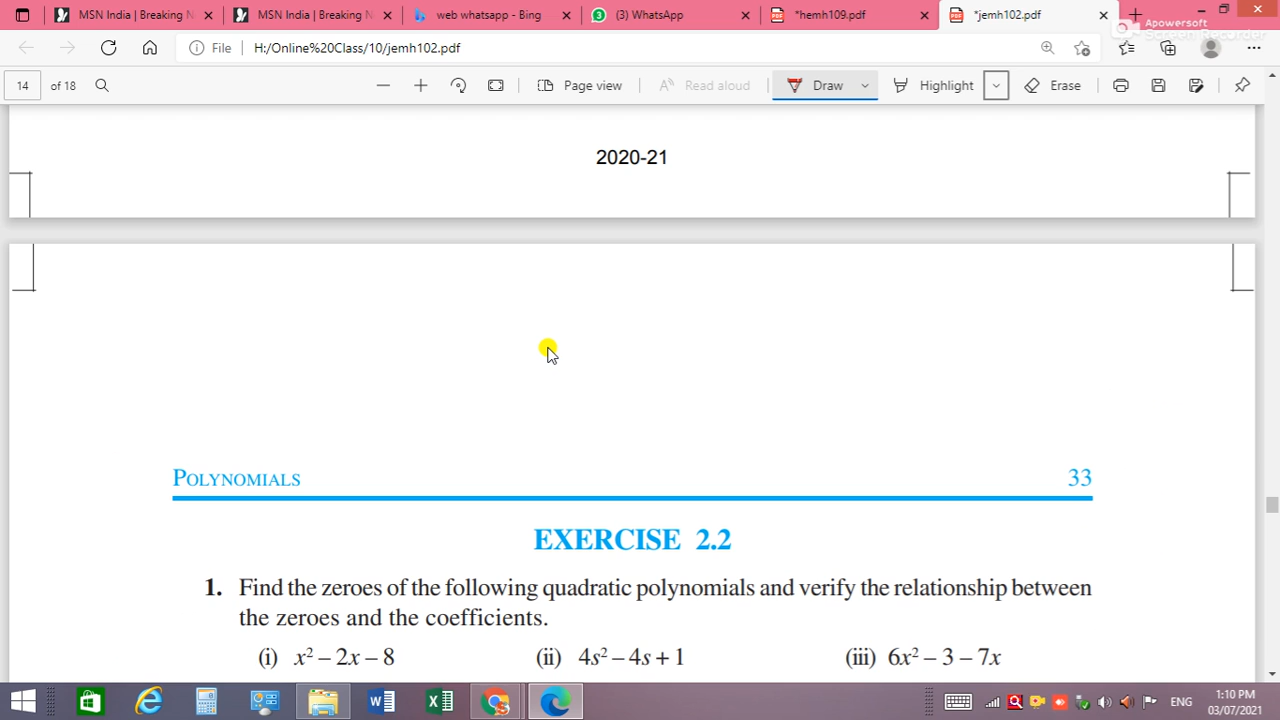 MSN India | Breaking N
MSN India | Breaking N
web whatsapp - Bing
(3) WhatsApp
*hemh109.pdf
*jemh102.pdf
Apowersoft
Screen Recorder
File
H:/Online%20Class/10/jemh102.pdf
14
of 18
Page view
Read aloud
Draw
Highlight
Erase
2020-21
POLYNOMIALS
33
EXERCISE 2.2
1. Find the zeroes of the following quadratic polynomials and verify the relationship between
the zeroes and the coefficients.
(i) x² – 2x – 8
(ii) 4s² – 4s + 1
(iii) 6x² – 3 – 7x
ENG
1:10 PM
03/07/2021